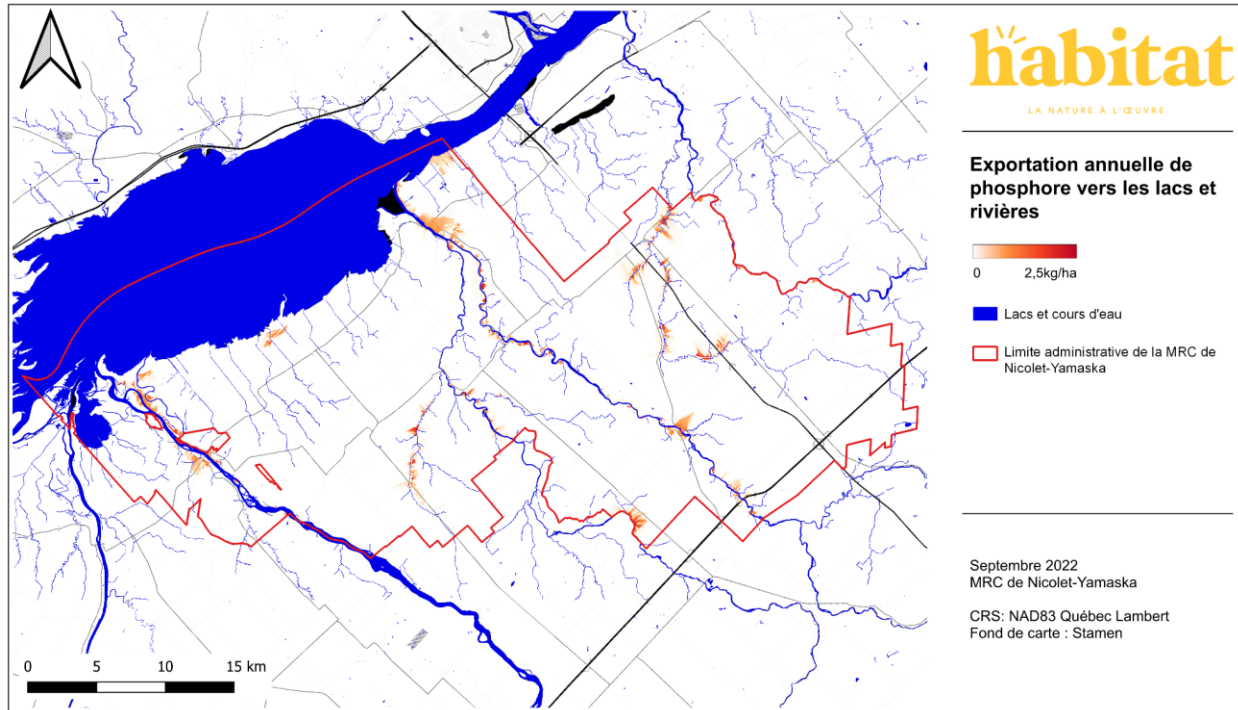 habitat
LA NATURE À L'ŒUVRE
Exportation annuelle de
phosphore vers les lacs et
rivières
0 2,5kg/ha
Lacs et cours d'eau
Limite administrative de la MRC de
Nicolet-Yamaska
Septembre 2022
MRC de Nicolet-Yamaska
CRS: NAD83 Québec Lambert
Fond de carte : Stamen
0 5 10 15 km